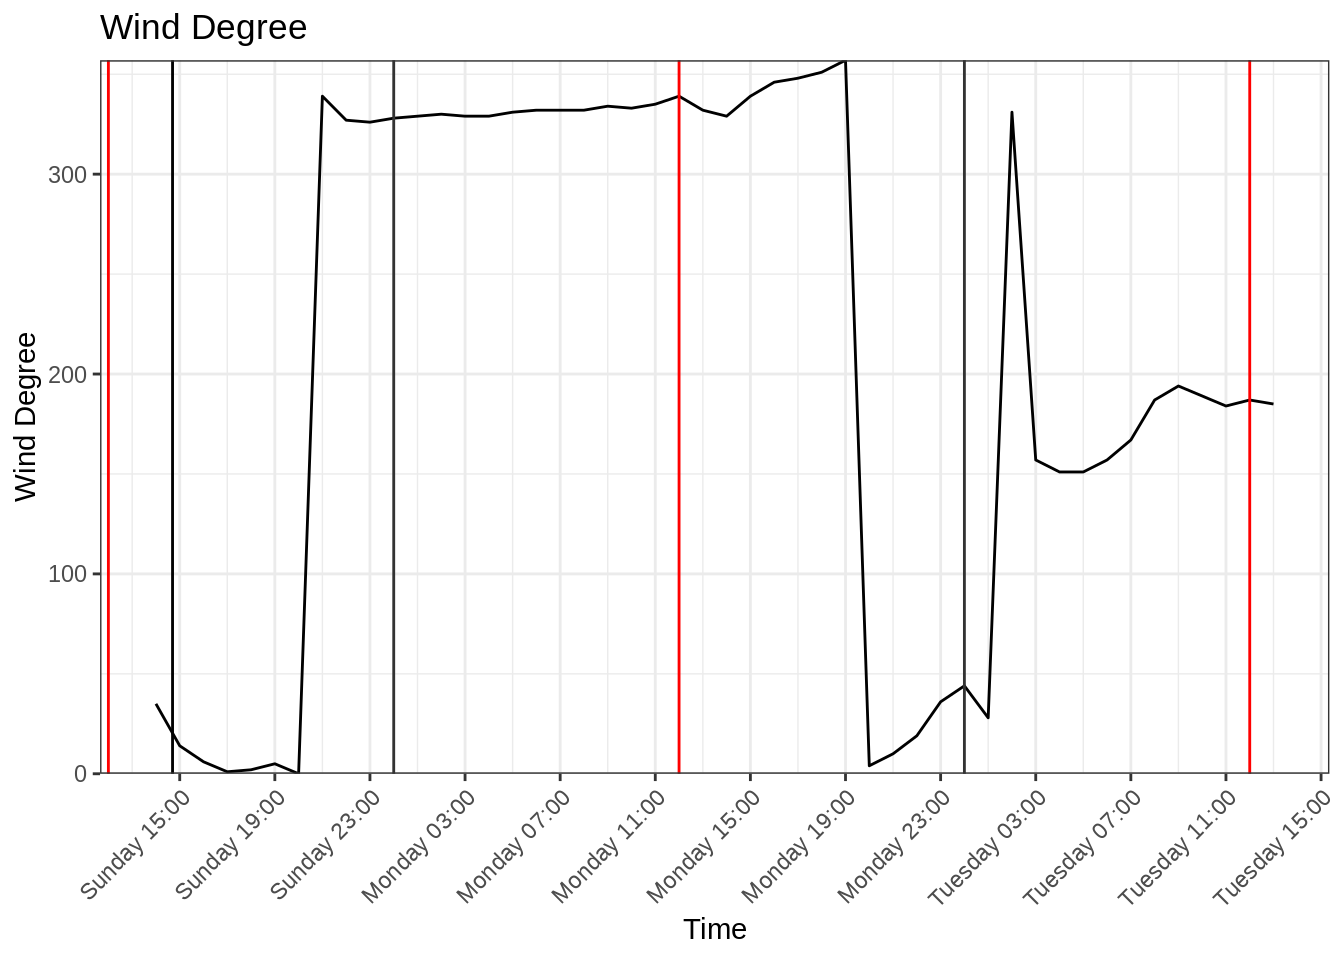 Wind Degree
Wind Degree
300
200
100
0
Sunday 15:00
Sunday 19:00
Sunday 23:00
Monday 03:00
Monday 07:00
Monday 11:00
Monday 15:00
Monday 19:00
Monday 23:00
Tuesday 03:00
Tuesday 07:00
Tuesday 11:00
Tuesday 15:00
Time